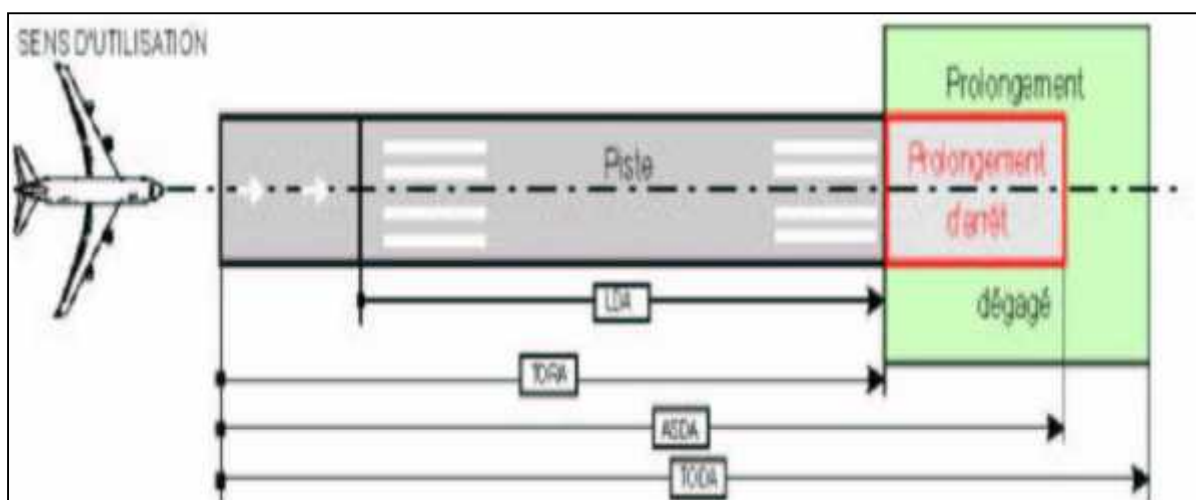 SENS D'UTILISATION
Prolongement
Piste
Prolongement
d'arrêt
dégagé
LDA
TORA
ASDA
TODA